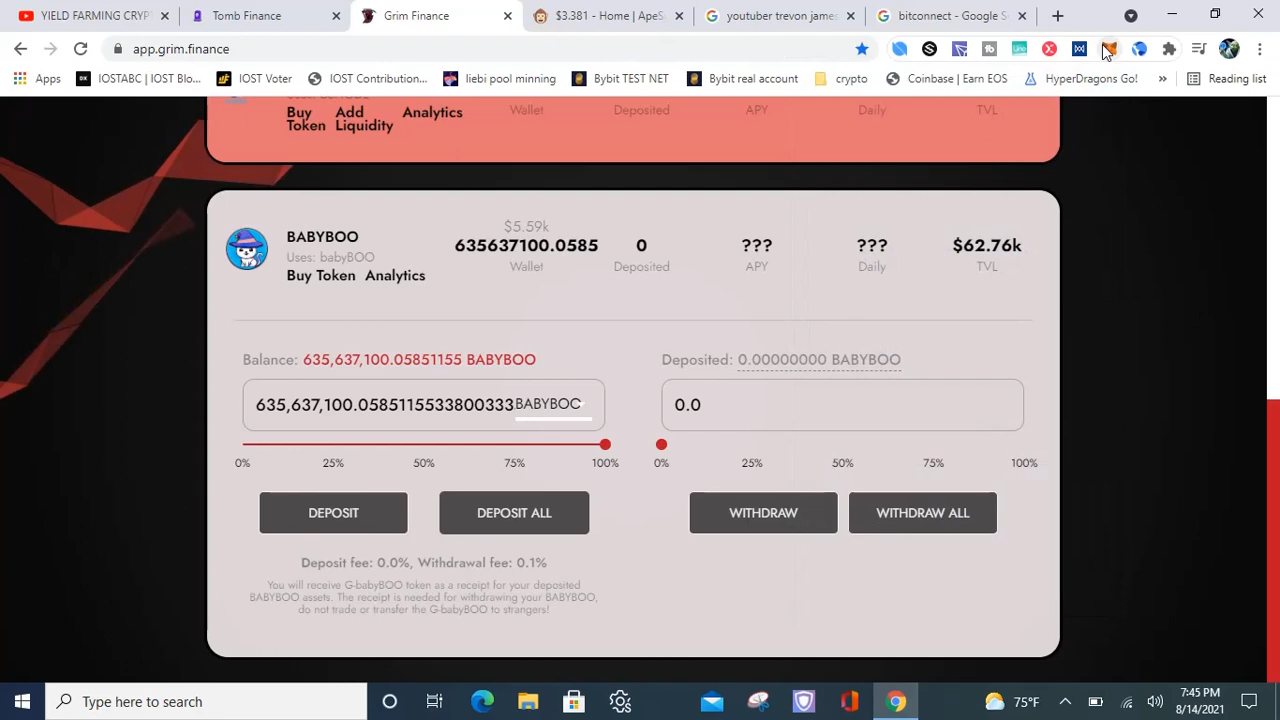 YIELD FARMING CRYP
Tomb Finance
Grim Finance
$3.381 - Home | ApeS
youtuber trevon james
bitconnect - Google S
app.grim.finance
Apps
IOSTABC | IOST Blo...
IOST Voter
IOST Contribution...
liebi pool minning
Bybit TEST NET
Bybit real account
crypto
Coinbase | Earn EOS
HyperDragons Go!
»
Reading list
Buy Token
Add Liquidity
Analytics
Wallet
Deposited
APY
Daily
TVL
BABYBOO
Uses: babyBOO
Buy Token Analytics
$5.59k
635637100.0585
Wallet
0
Deposited
???
APY
???
Daily
$62.76k
TVL
Balance: 635,637,100.05851155 BABYBOO
635,637,100.0585115533800333 BABYBOO
0% 25% 50% 75% 100%
DEPOSIT
DEPOSIT ALL
Deposit fee: 0.0%, Withdrawal fee: 0.1%
You will receive G-babyBOO token as a receipt for your deposited
BABYBOO assets. The receipt is needed for withdrawing your BABYBOO,
do not trade or transfer the G-babyBOO to strangers!
Deposited: 0.00000000 BABYBOO
0.0
0% 25% 50% 75% 100%
WITHDRAW
WITHDRAW ALL
Type here to search
75°F
7:45 PM
8/14/2021